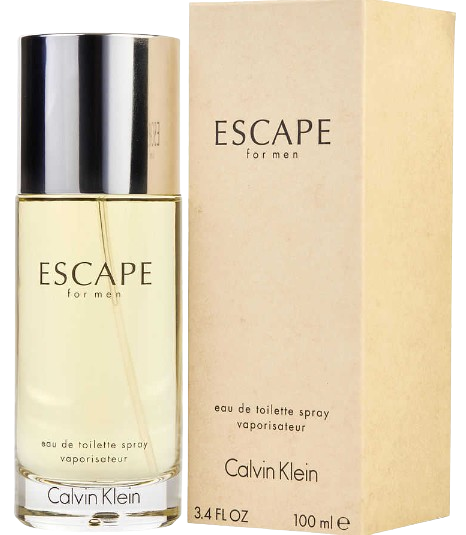 ESCAPE
for men
eau de toilette spray
vaporisateur
Calvin Klein
ESCAPE
for men
eau de toilette spray
vaporisateur
Calvin Klein
3.4 FL OZ 100 ml e